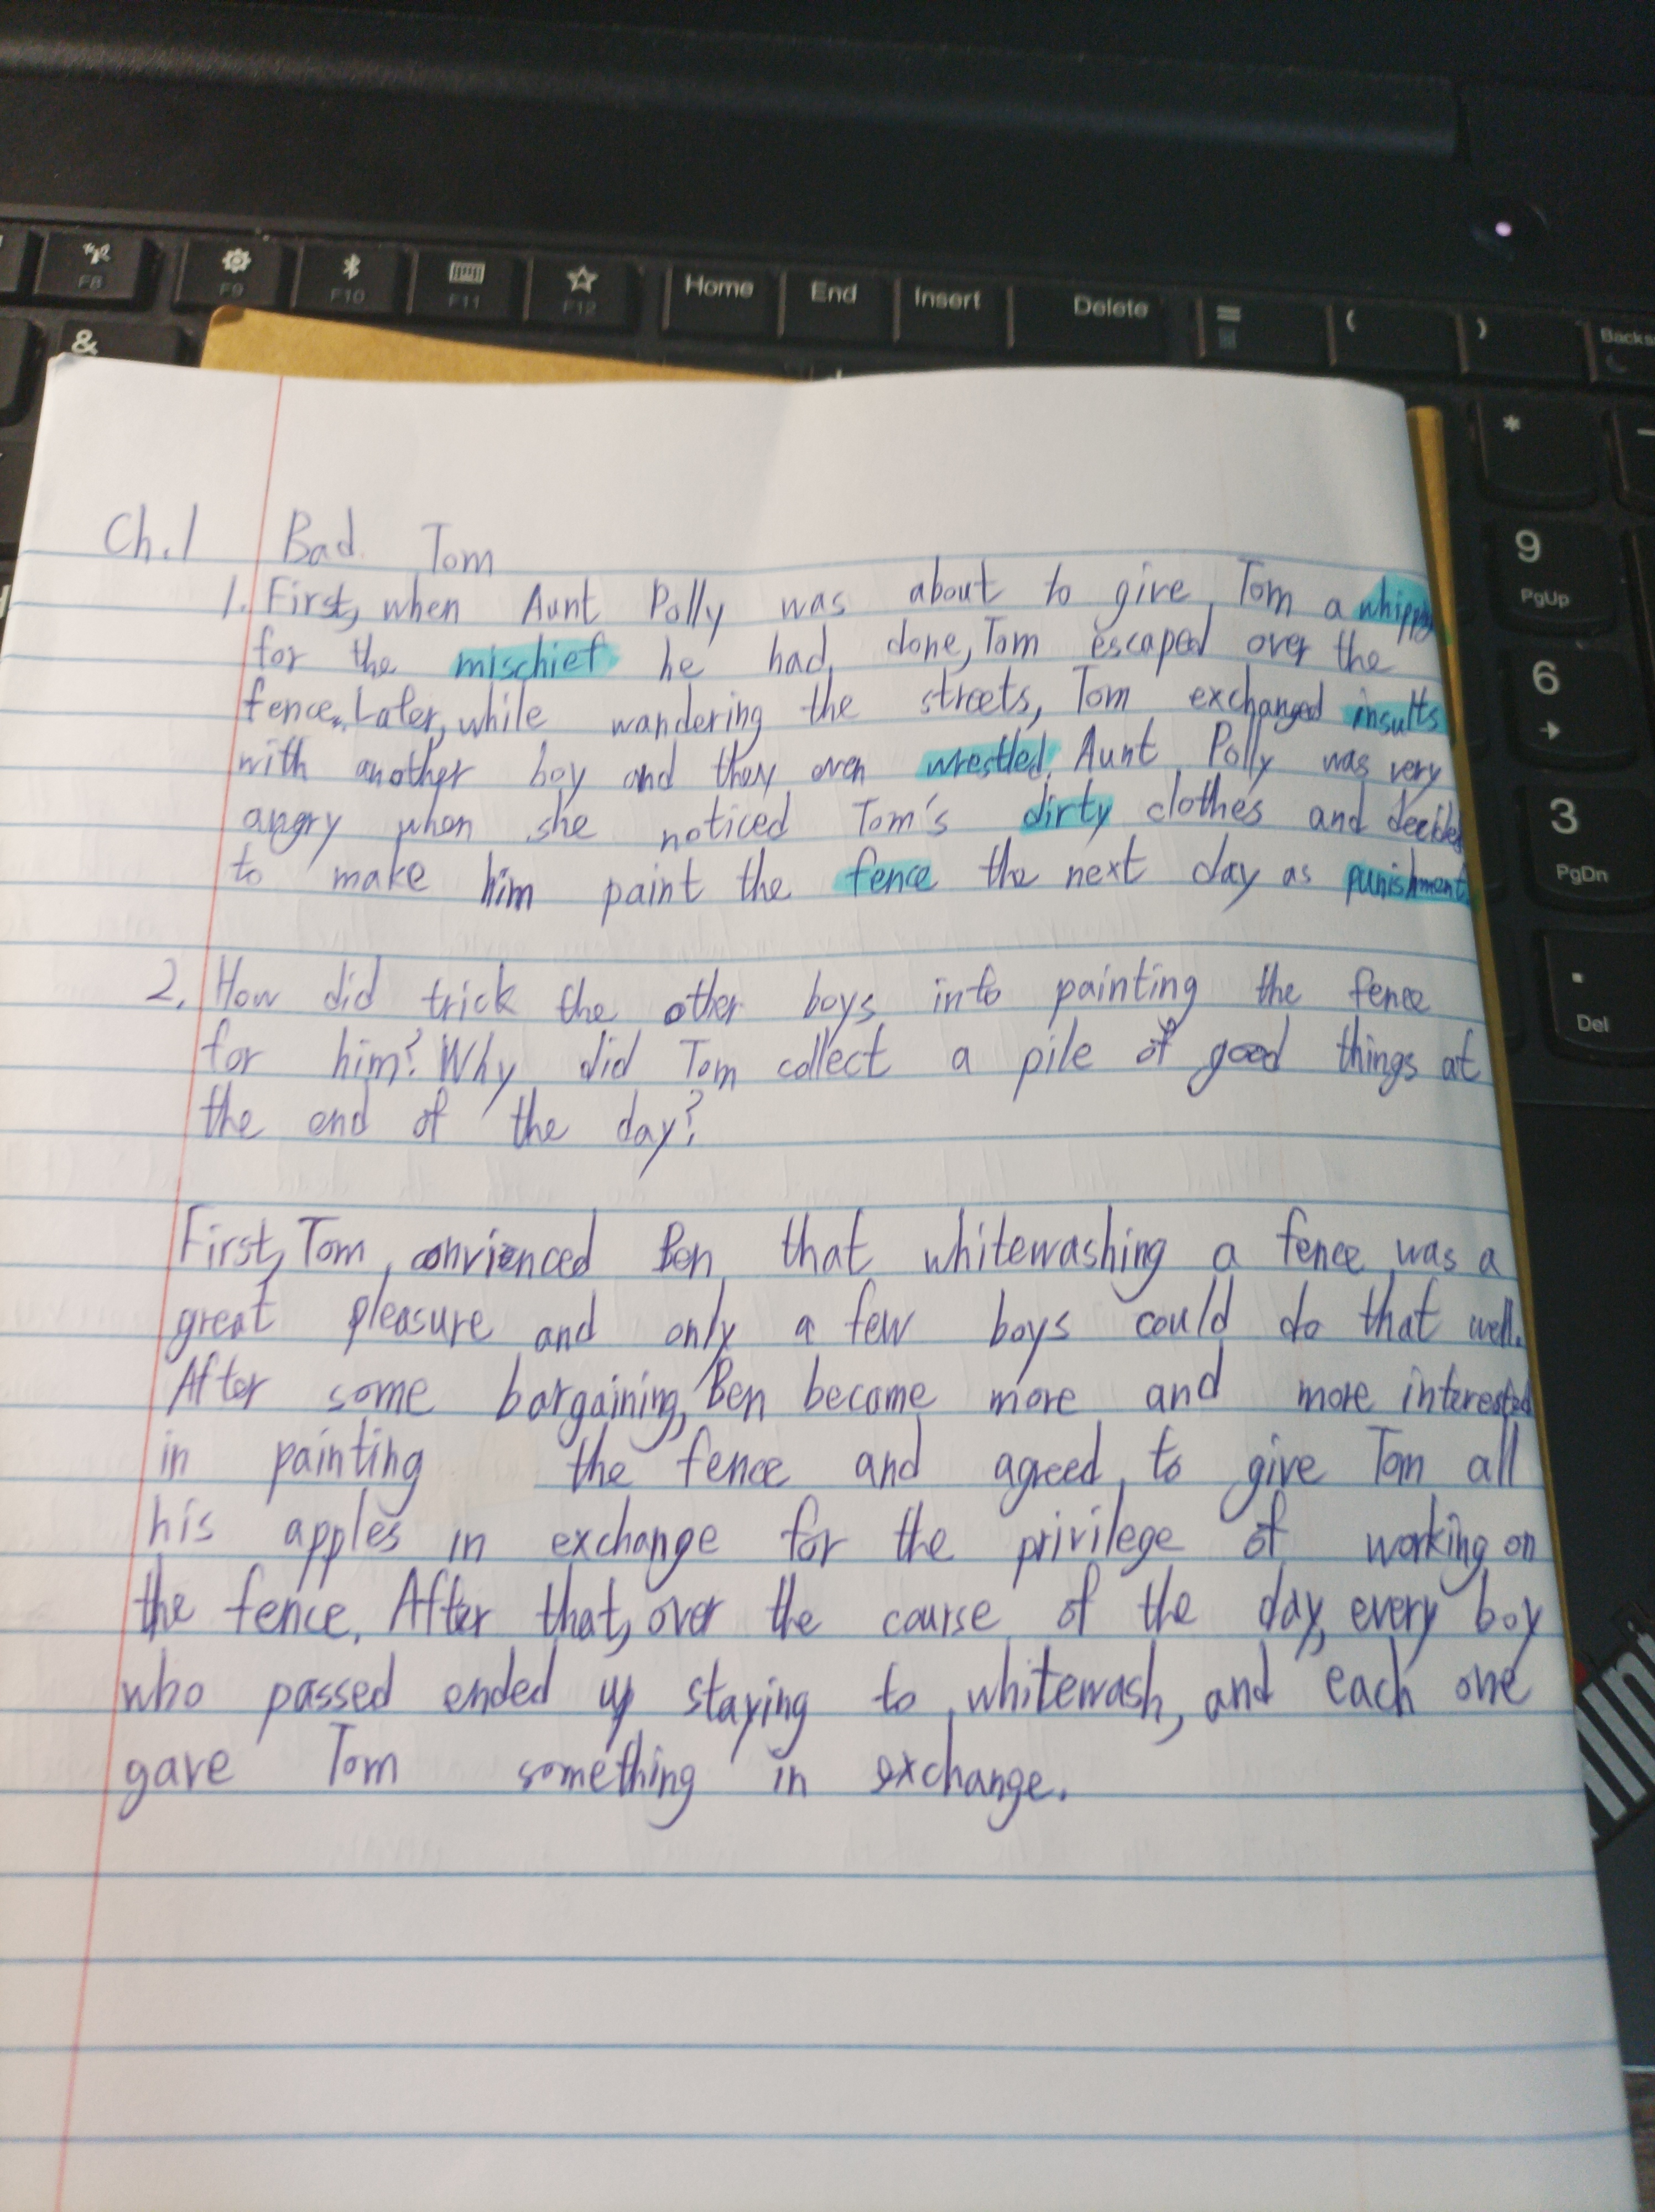 F8
F9
F10
F11
F12
Home
End
Insert
Delete
=
(
)
Backs
&
*
9
PgUp
6
3
PgDn
.
Del
Ch.1 Bad Tom
1. First, when Aunt Polly was about to give Tom a
for the mischief he had done, Tom escaped over the
fence. Later, while wandering the streets, Tom exchanged insults
with another boy and they even wrestled. Aunt Polly was very
angry when she noticed Tom's dirty clothes and
to make him paint the fence the next day as punishment
2. How did trick the other boys into painting the fence
for him? Why did Tom collect a pile of good things at
the end of the day?
First, Tom convienced Ben that whitewashing a fence was a
great pleasure and only a few boys could do that well.
After some bargaining, Ben become more and more interested
in painting the fence and agreed to give Tom all
his apples in exchange for the privilege of working on
the fence. After that, over the course of the day, every boy
who passed ended up staying to whitewash, and each one
gave Tom something in exchange.